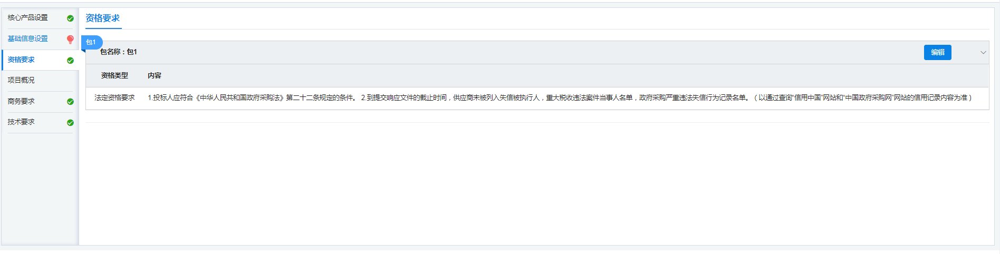 核心产品设置
基础信息设置
资格要求
项目概况
商务要求
技术要求
资格要求
包1
包名称：包1
编辑
资格类型 内容
法定资格要求 1.投标人应符合《中华人民共和国政府采购法》第二十二条规定的条件。 2.到提交响应文件的截止时间，供应商未被列入失信被执行人，重大税收违法案件当事人名单，政府采购严重违法失信行为记录名单。（以通过查询“信用中国”网站和“中国政府采购网”网站的信用记录内容为准）